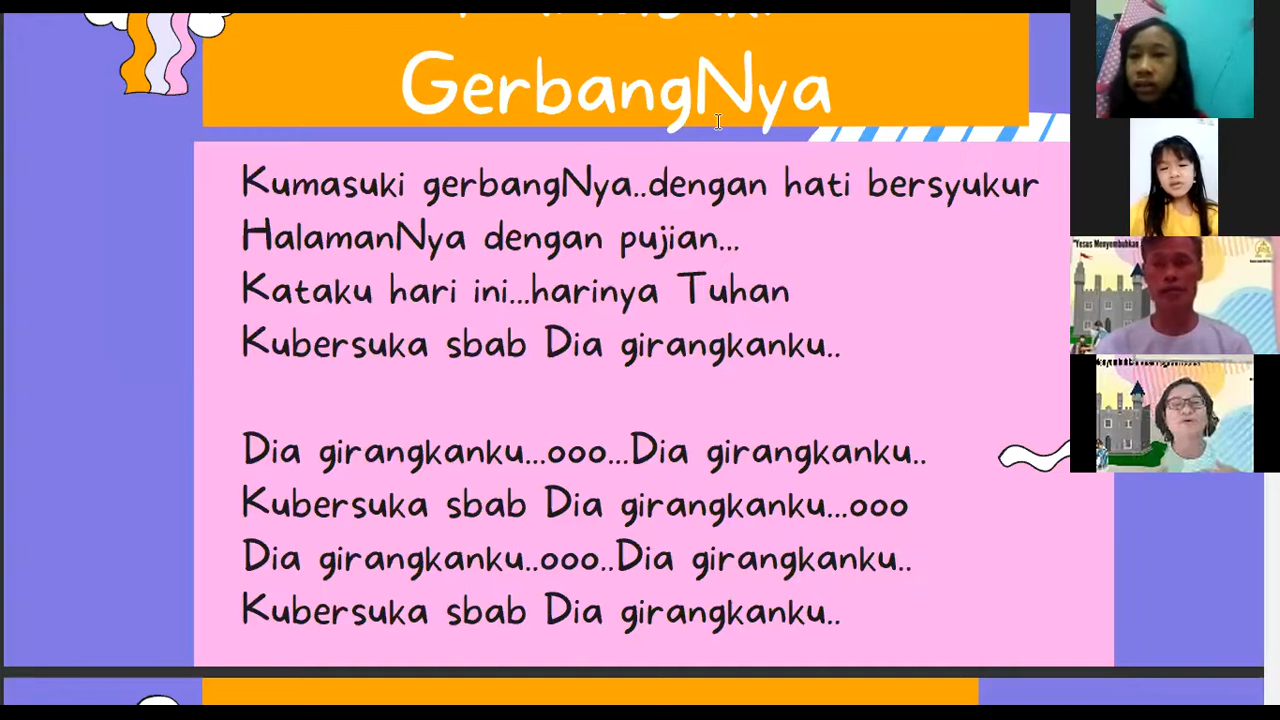 GerbangNya
Kumasuki gerbangNya..dengan hati bersyukur
HalamanNya dengan pujian...
Kataku hari ini...harinya Tuhan
Kubersuka sbab Dia girangkanku..
Dia girangkanku...ooo...Dia girangkanku..
Kubersuka sbab Dia girangkanku...ooo
Dia girangkanku..ooo..Dia girangkanku..
Kubersuka sbab Dia girangkanku..
"Yesus Menyembuhkan